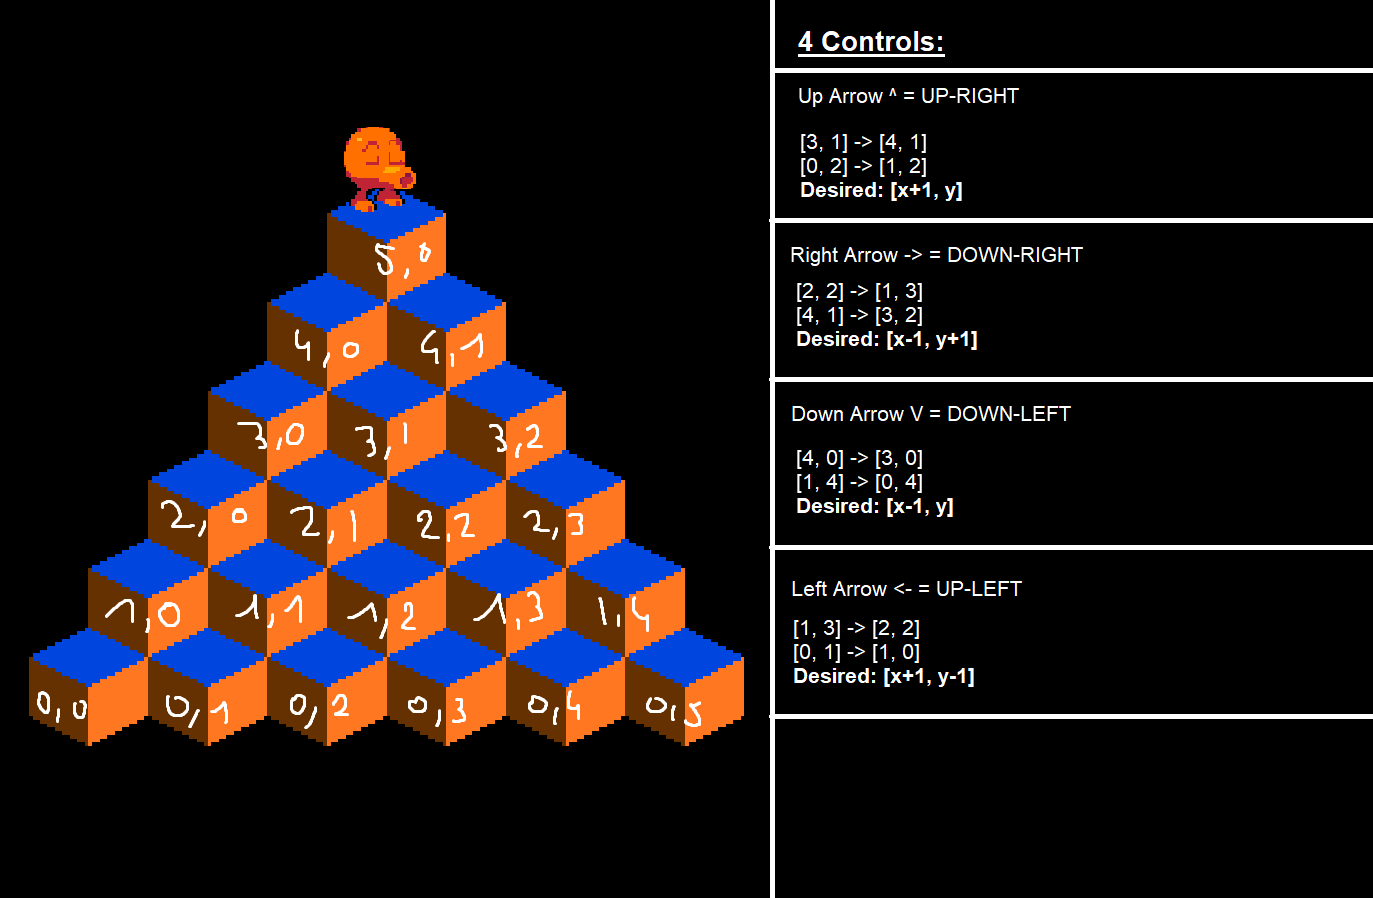 5,0
4,0 4,1
3,0 3,1 3,2
2,0 2,1 2,2 2,3
1,0 1,1 1,2 1,3 1,4
0,0 0,1 0,2 0,3 0,4 0,5
4 Controls:
Up Arrow ^ = UP-RIGHT
[3, 1] -> [4, 1]
[0, 2] -> [1, 2]
Desired: [x+1, y]
Right Arrow -> = DOWN-RIGHT
[2, 2] -> [1, 3]
[4, 1] -> [3, 2]
Desired: [x-1, y+1]
Down Arrow V = DOWN-LEFT
[4, 0] -> [3, 0]
[1, 4] -> [0, 4]
Desired: [x-1, y]
Left Arrow <- = UP-LEFT
[1, 3] -> [2, 2]
[0, 1] -> [1, 0]
Desired: [x+1, y-1]